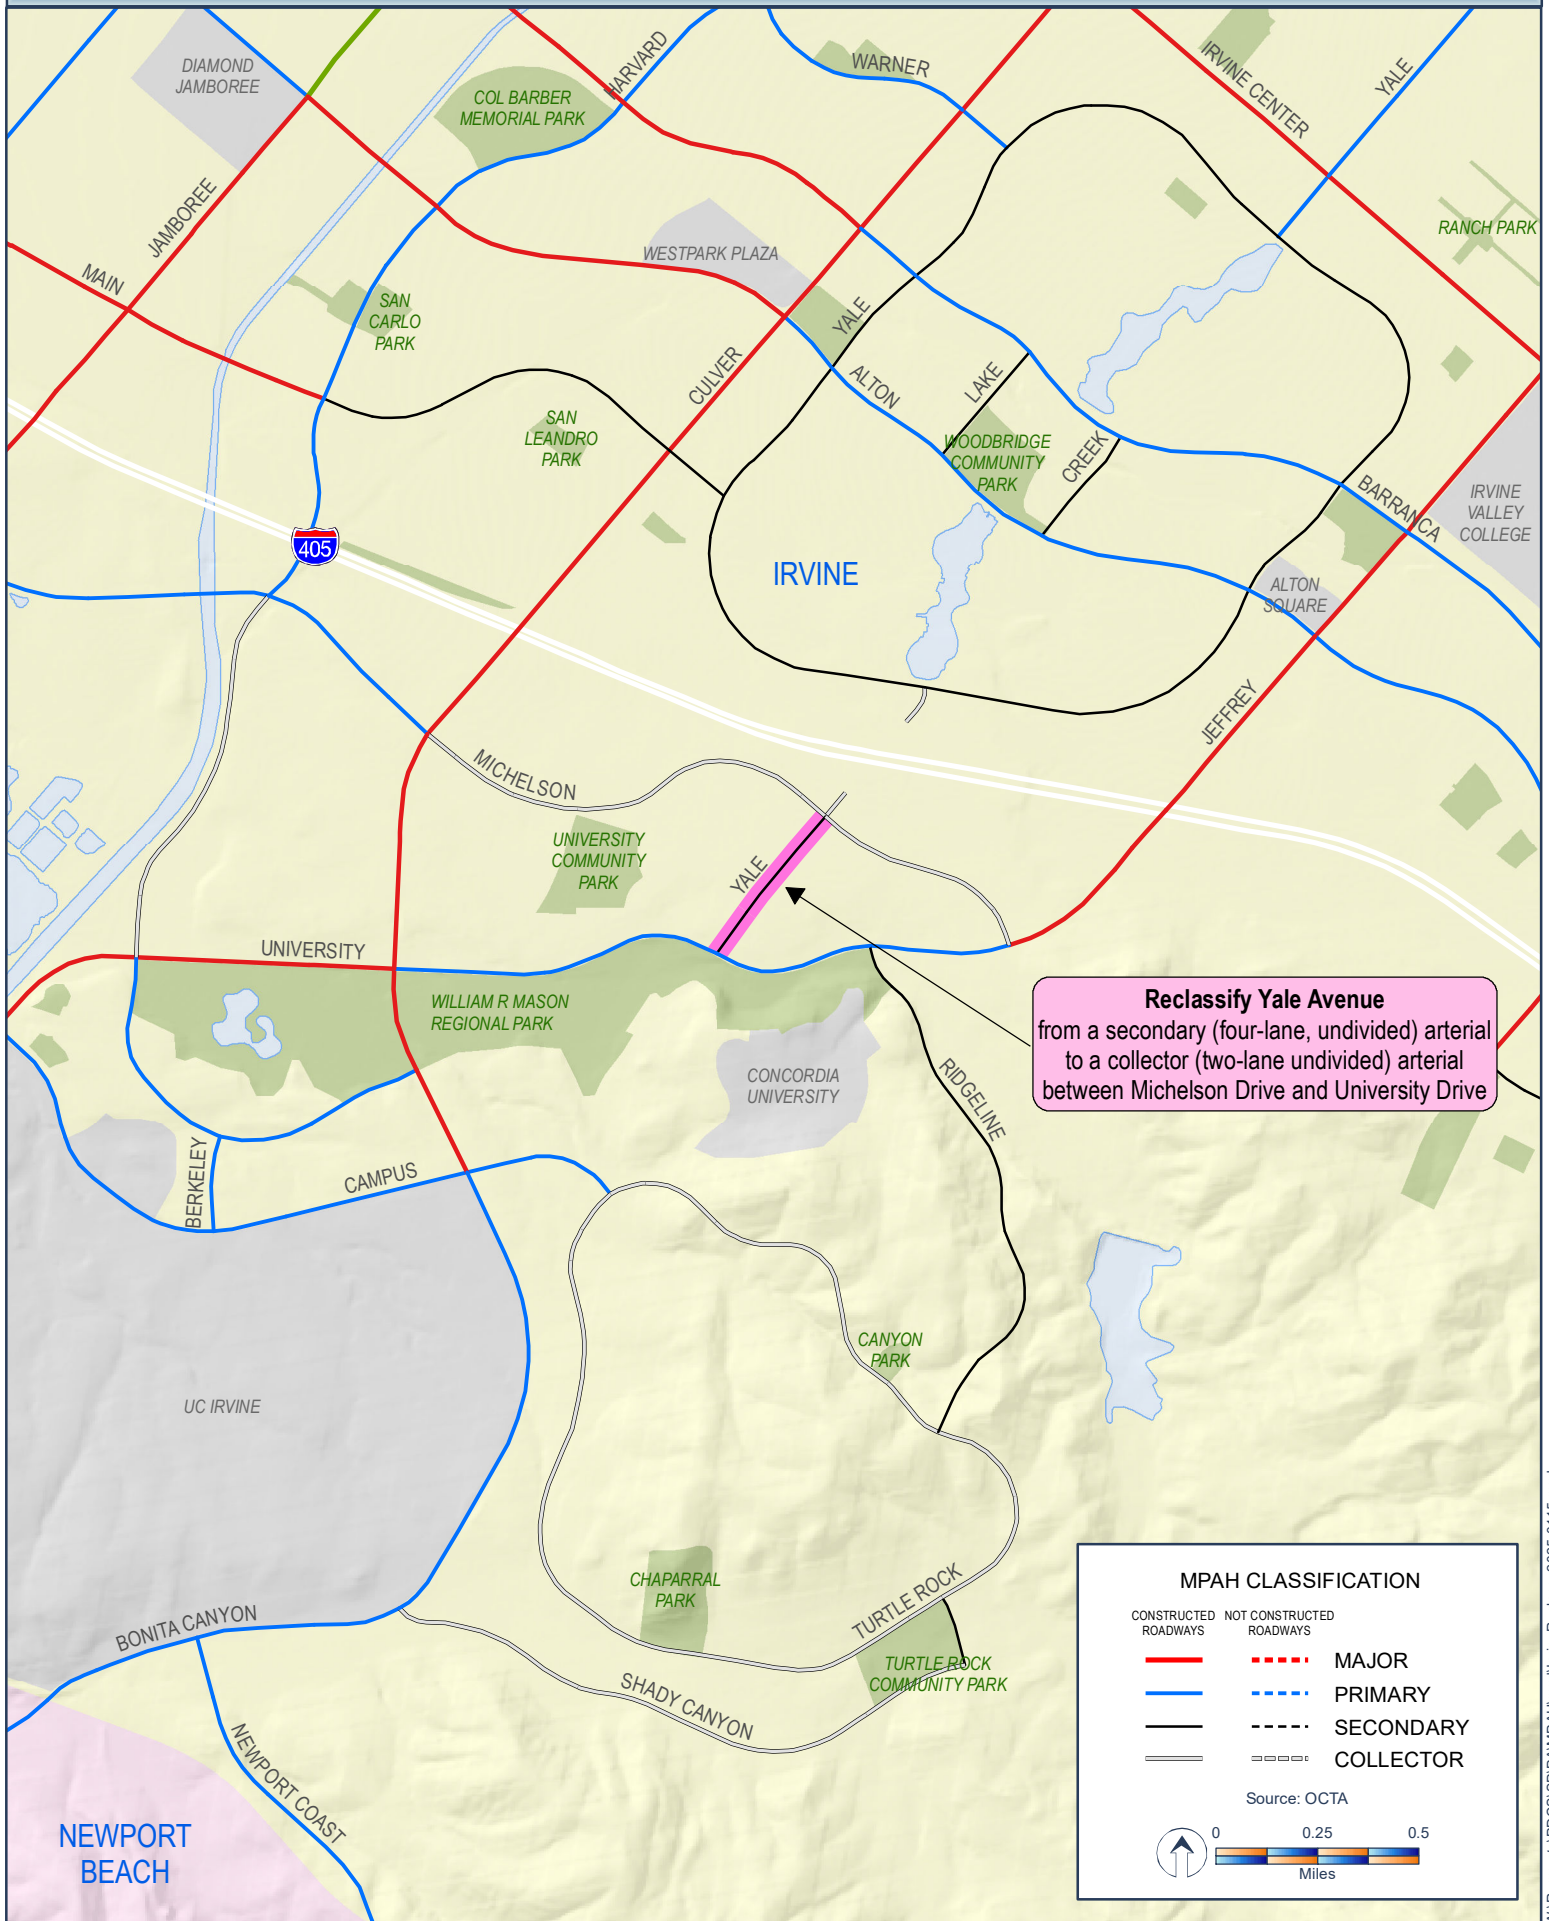 DIAMOND
JAMBOREE
COL BARBER
MEMORIAL PARK
HARVARD
WARNER
IRVINE CENTER
YALE
JAMBOREE
MAIN
WESTPARK PLAZA
RANCH PARK
SAN
CARLO
PARK
YALE
CULVER
ALTON
LAKE
SAN
LEANDRO
PARK
WOODBRIDGE
COMMUNITY
PARK
CREEK
BARRANCA
IRVINE
VALLEY
COLLEGE
405
IRVINE
ALTON
SQUARE
JEFFREY
MICHELSON
UNIVERSITY
COMMUNITY
PARK
YALE
UNIVERSITY
WILLIAM R MASON
REGIONAL PARK
Reclassify Yale Avenue
from a secondary (four-lane, undivided) arterial
to a collector (two-lane undivided) arterial
between Michelson Drive and University Drive
CONCORDIA
UNIVERSITY
RIDGELINE
BERKELEY
CAMPUS
CANYON
PARK
UC IRVINE
CHAPARRAL
PARK
TURTLE ROCK
BONITA CANYON
TURTLE ROCK
COMMUNITY PARK
SHADY CANYON
NEWPORT COAST
NEWPORT
BEACH
MPAH CLASSIFICATION
CONSTRUCTED
ROADWAYS
NOT CONSTRUCTED
ROADWAYS
MAJOR
PRIMARY
SECONDARY
COLLECTOR
Source: OCTA
0 0.25 0.5
Miles